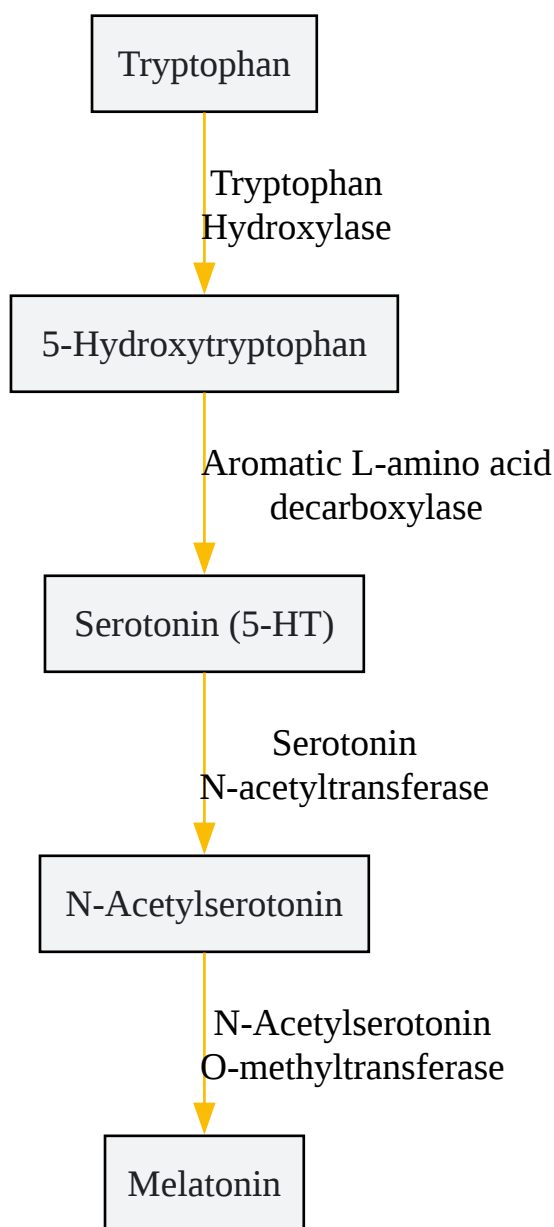 Tryptophan
Tryptophan
Hydroxylase
5-Hydroxytryptophan
Aromatic L-amino acid
decarboxylase
Serotonin (5-HT)
Serotonin
N-acetyltransferase
N-Acetylserotonin
N-Acetylserotonin
O-methyltransferase
Melatonin